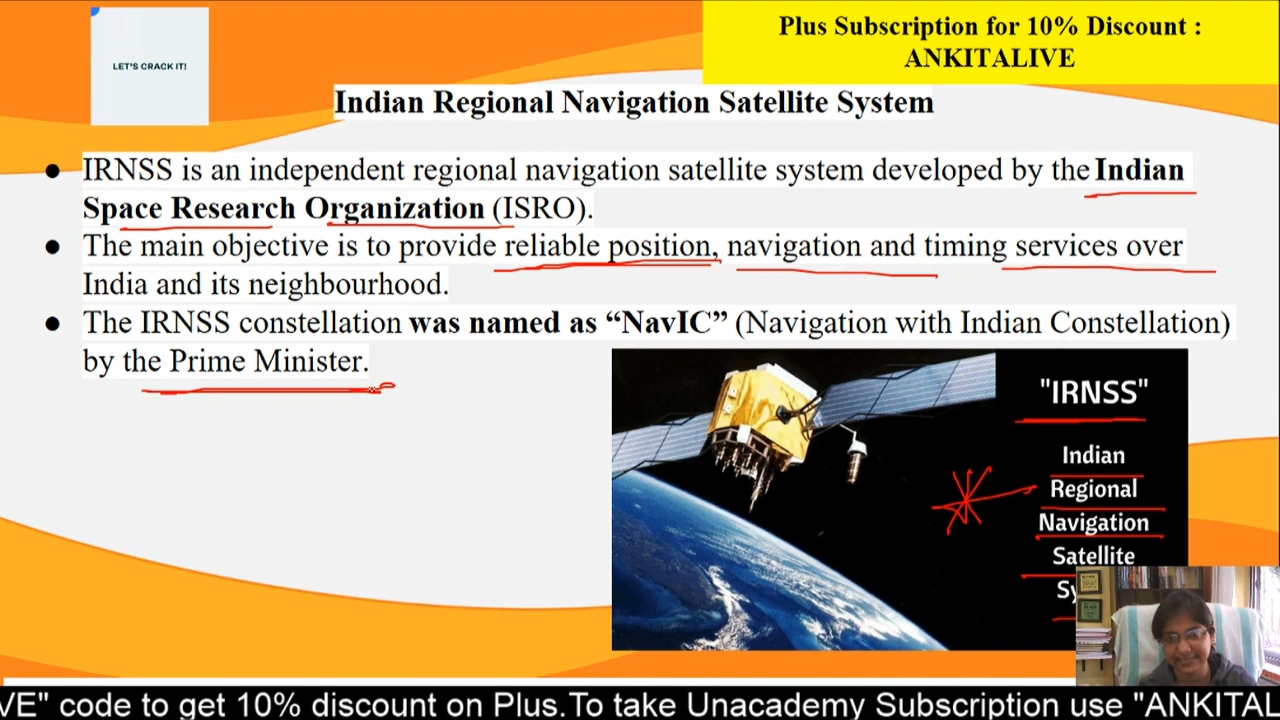 Plus Subscription for 10% Discount :
ANKITALIVE
LET'S CRACK IT!
Indian Regional Navigation Satellite System
● IRNSS is an independent regional navigation satellite system developed by the Indian
Space Research Organization (ISRO).
● The main objective is to provide reliable position, navigation and timing services over
India and its neighbourhood.
● The IRNSS constellation was named as “NavIC” (Navigation with Indian Constellation)
by the Prime Minister.
"IRNSS"
Indian
Regional
Navigation
Satellite
VE" code to get 10% discount on Plus.To take Unacademy Subscription use "ANKITAL